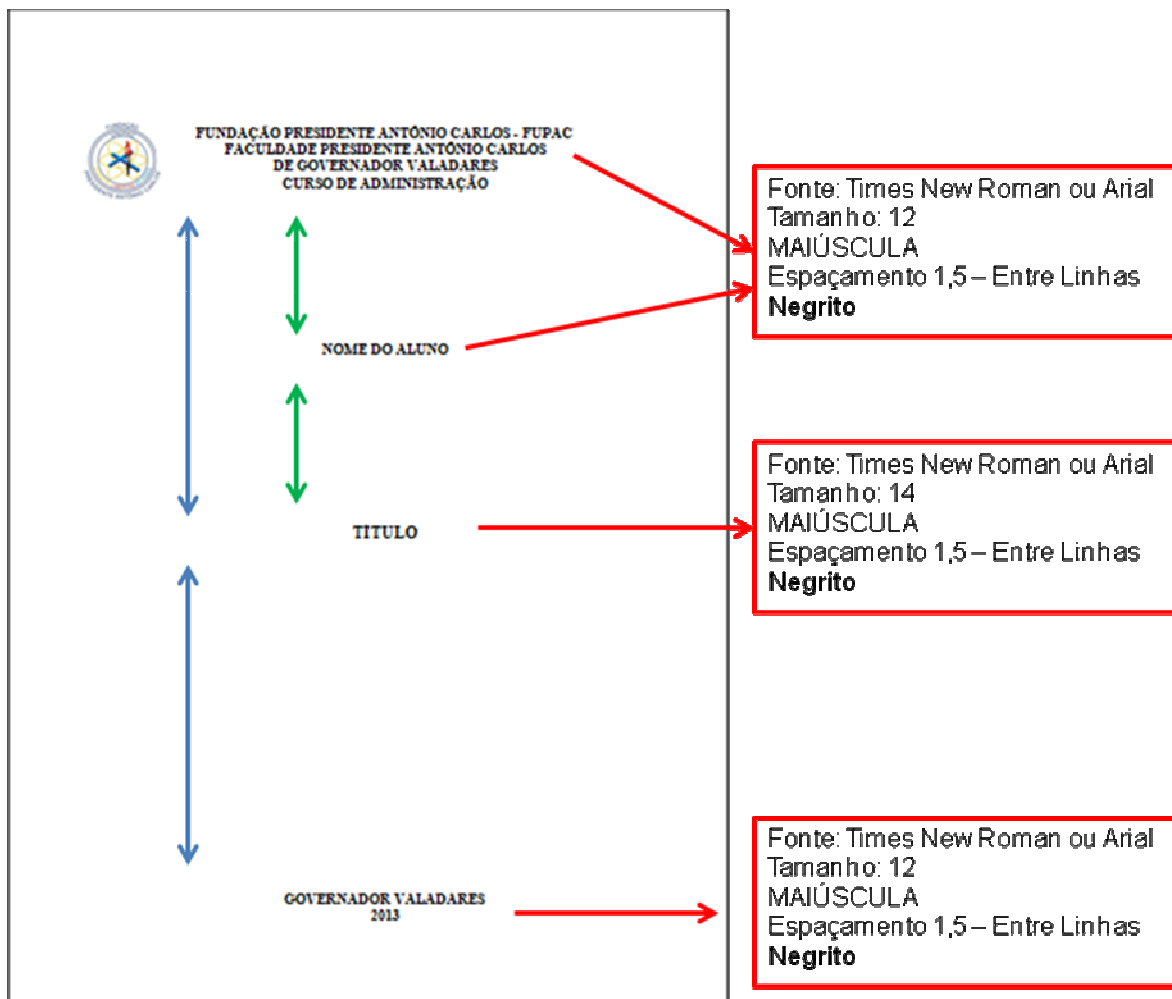 FUNDAÇÃO PRESIDENTE ANTÔNIO CARLOS - FUPAC
FACULDADE PRESIDENTE ANTÔNIO CARLOS
DE GOVERNADOR VALADARES
CURSO DE ADMINISTRAÇÃO
NOME DO ALUNO
TÍTULO
GOVERNADOR VALADARES
2013
Fonte: Times New Roman ou Arial
Tamanho: 12
MAIÚSCULA
Espaçamento 1,5 – Entre Linhas
Negrito
Fonte: Times New Roman ou Arial
Tamanho: 14
MAIÚSCULA
Espaçamento 1,5 – Entre Linhas
Negrito
Fonte: Times New Roman ou Arial
Tamanho: 12
MAIÚSCULA
Espaçamento 1,5 – Entre Linhas
Negrito